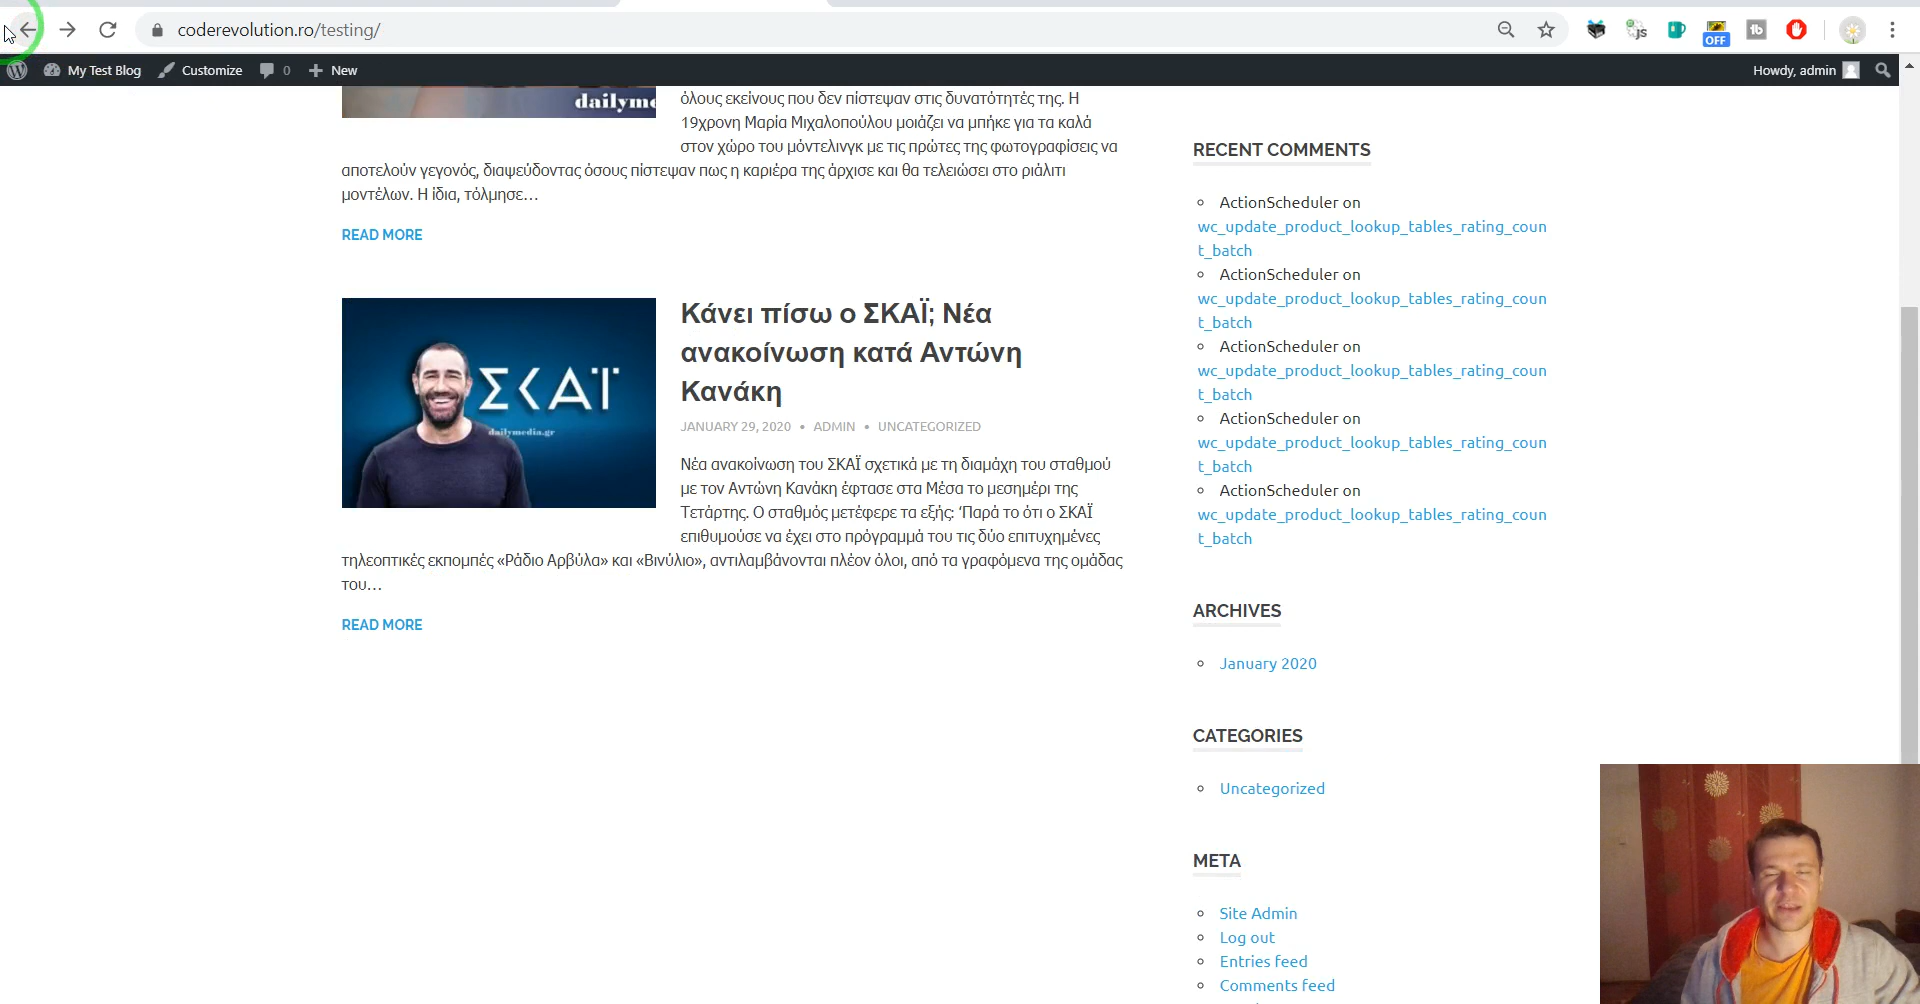 coderevolution.ro/testing/
JS
OFF
tb
My Test Blog
Customize
0
New
Howdy, admin
dailyme
όλους εκείνους που δεν πίστεψαν στις δυνατότητές της. Η
19χρονη Μαρία Μιχαλοπούλου μοιάζει να μπήκε για τα καλά
στον χώρο του μόντελινγκ με τις πρώτες της φωτογραφίσεις να
αποτελούν γεγονός, διαψεύδοντας όσους πίστεψαν πως η καριέρα της άρχισε και θα τελειώσει στο ριάλιτι
μοντέλων. Η ίδια, τόλμησε…
READ MORE
ΣΚΑΪ
dailymedia.gr
Κάνει πίσω ο ΣΚΑΪ; Νέα
ανακοίνωση κατά Αντώνη
Κανάκη
JANUARY 29, 2020 • ADMIN • UNCATEGORIZED
Νέα ανακοίνωση του ΣΚΑΪ σχετικά με τη διαμάχη του σταθμού
με τον Αντώνη Κανάκη έφτασε στα Μέσα το μεσημέρι της
Τετάρτης. Ο σταθμός μετέφερε τα εξής: ‘Παρά το ότι ο ΣΚΑΪ
επιθυμούσε να έχει στο πρόγραμμά του τις δύο επιτυχημένες
τηλεοπτικές εκπομπές «Ράδιο Αρβύλα» και «Βινύλιο», αντιλαμβάνονται πλέον όλοι, από τα γραφόμενα της ομάδας
του…
READ MORE
RECENT COMMENTS
ActionScheduler on
wc_update_product_lookup_tables_rating_coun
t_batch
ActionScheduler on
wc_update_product_lookup_tables_rating_coun
t_batch
ActionScheduler on
wc_update_product_lookup_tables_rating_coun
t_batch
ActionScheduler on
wc_update_product_lookup_tables_rating_coun
t_batch
ActionScheduler on
wc_update_product_lookup_tables_rating_coun
t_batch
ARCHIVES
January 2020
CATEGORIES
Uncategorized
META
Site Admin
Log out
Entries feed
Comments feed